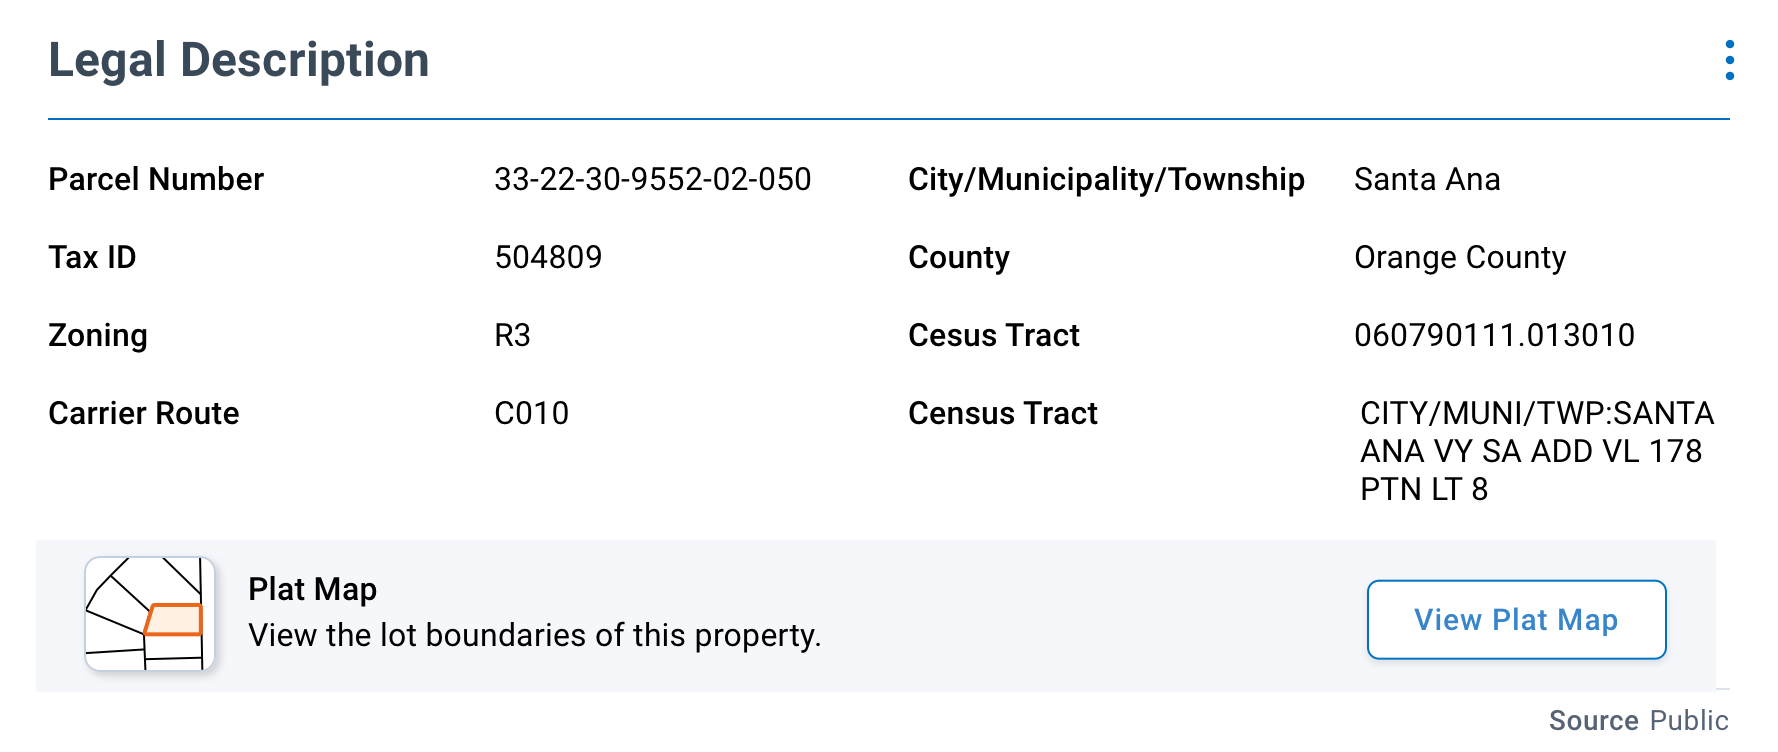 Legal Description
Parcel Number 33-22-30-9552-02-050 City/Municipality/Township Santa Ana
Tax ID 504809 County Orange County
Zoning R3 Cesus Tract 060790111.013010
Carrier Route C010 Census Tract CITY/MUNI/TWP:SANTA
ANA VY SA ADD VL 178
PTN LT 8
Plat Map
View the lot boundaries of this property.
View Plat Map
Source Public